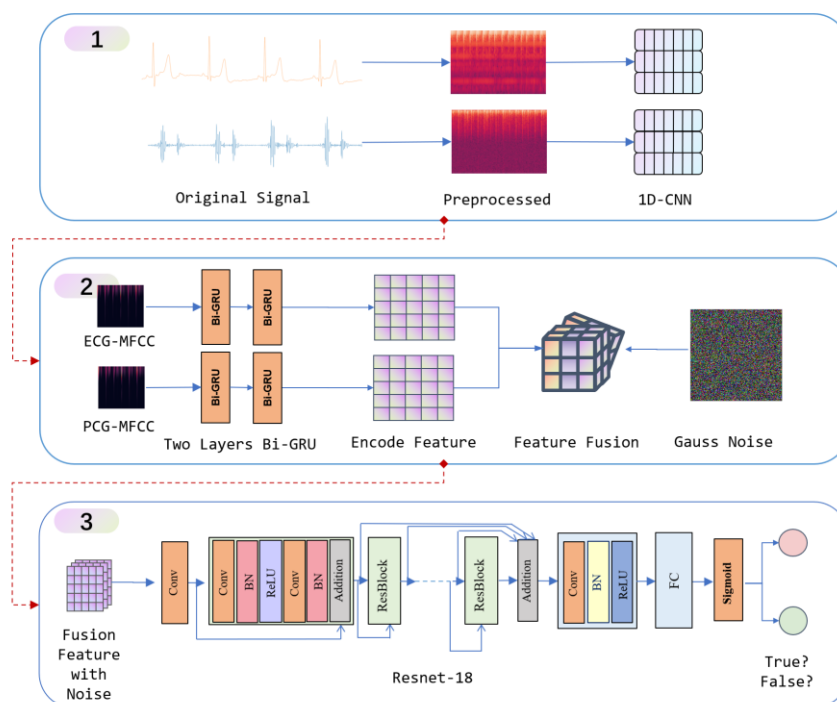 1
Original Signal
Preprocessed
1D-CNN
2
ECG-MFCC
PCG-MFCC
Bi-GRU
Bi-GRU
Bi-GRU
Bi-GRU
Two Layers Bi-GRU
Encode Feature
Feature Fusion
Gauss Noise
3
Fusion
Feature
with
Noise
Conv
Conv
BN
ReLU
Conv
BN
Addition
ResBlock
ResBlock
Addition
Conv
BN
ReLU
FC
Sigmoid
Resnet-18
True?
False?